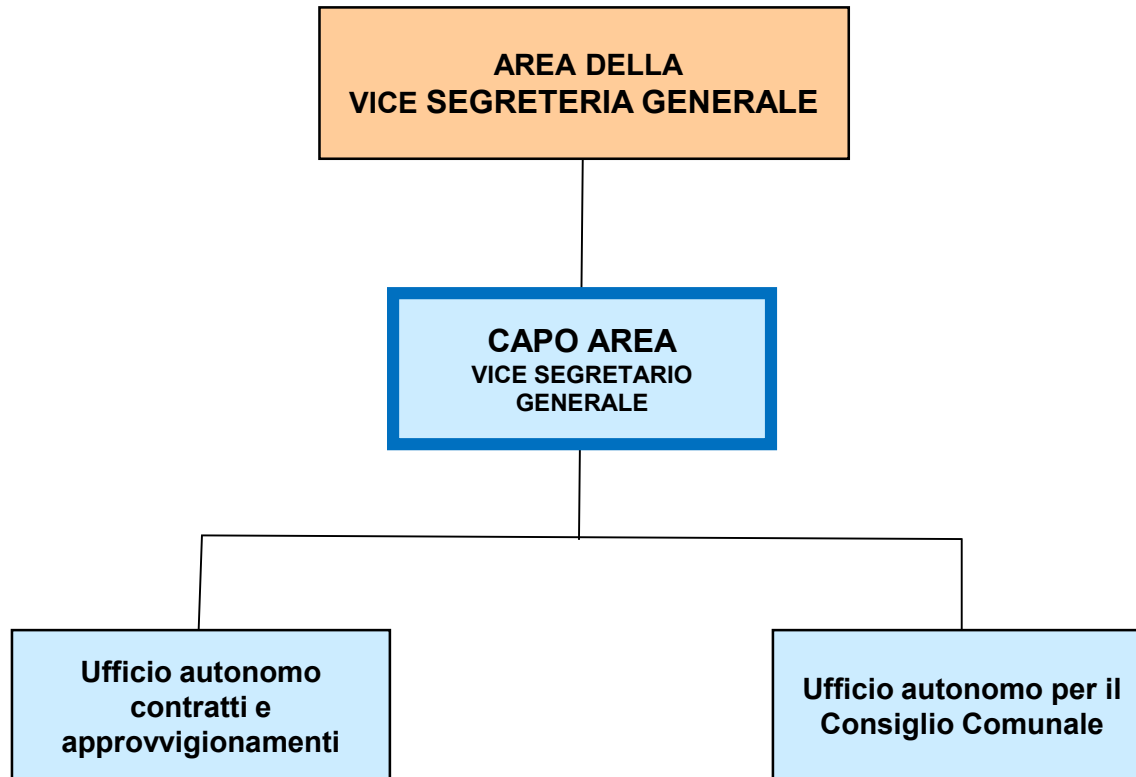 AREA DELLA
VICE SEGRETERIA GENERALE
CAPO AREA
VICE SEGRETARIO
GENERALE
Ufficio autonomo
contratti e
approvvigionamenti
Ufficio autonomo per il
Consiglio Comunale